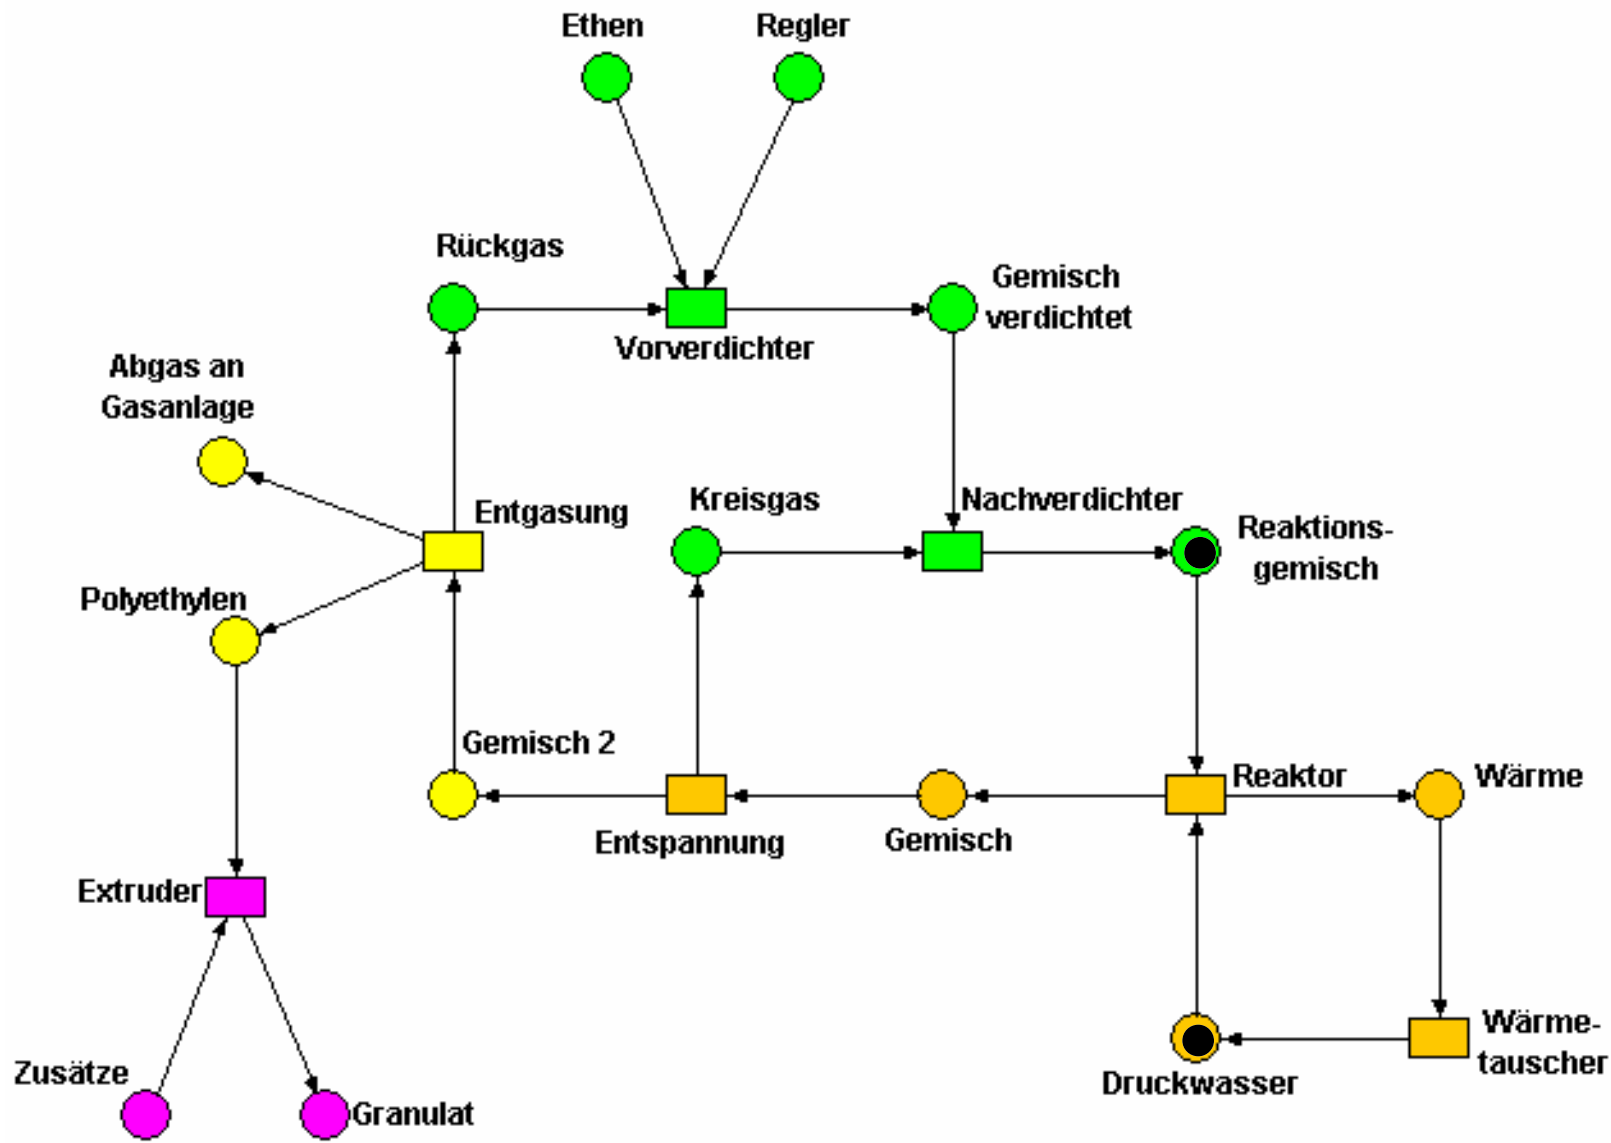 Ethen
Regler
Rückgas
Gemisch
verdichtet
Vorverdichter
Abgas an
Gasanlage
Kreisgas
Nachverdichter
Entgasung
Reaktions-
gemisch
Polyethylen
Gemisch 2
Reaktor
Wärme
Entspannung
Gemisch
Extruder
Wärme-
tauscher
Zusätze
Druckwasser
Granulat